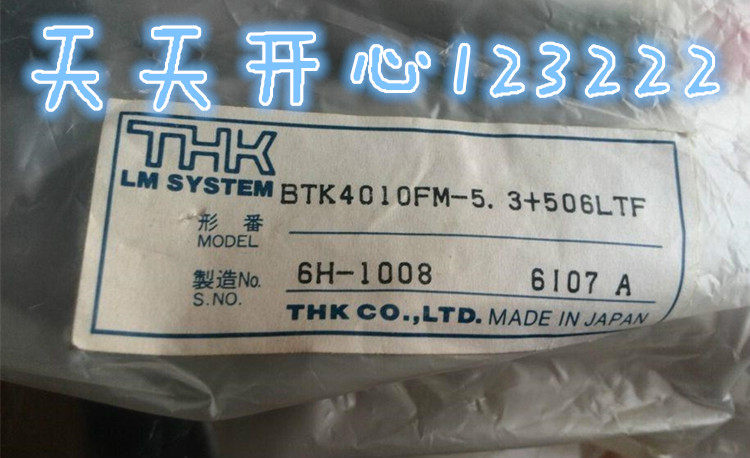 天天开心123222
THK
LM SYSTEM
BTK4010FM-5.3+506LTF
形番
MODEL
製造No.
S.NO.
6H-1008 6107 A
THK CO.,LTD. MADE IN JAPAN